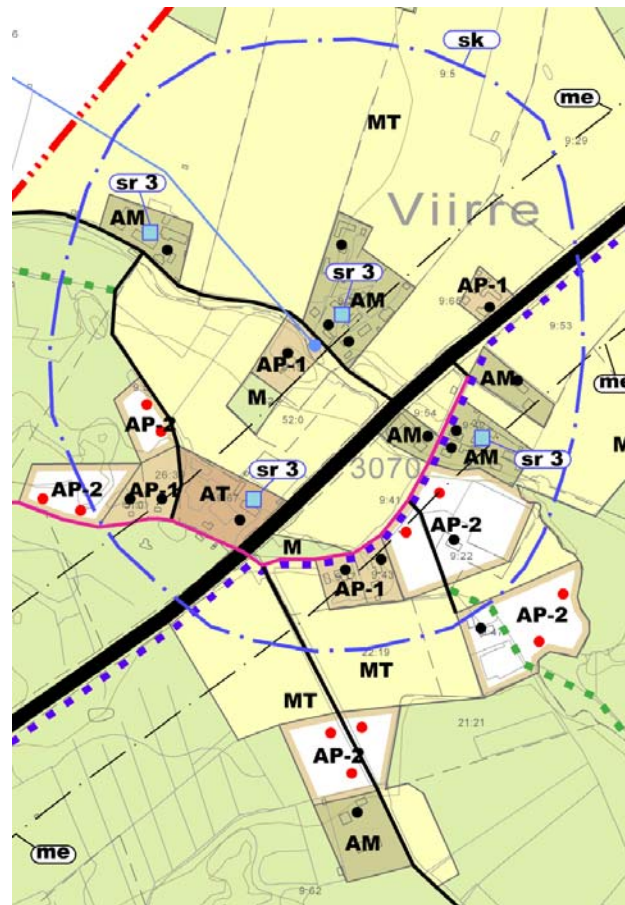 sk
9:5
me
MT
9:29
sr 3
AM
Viirre
sr 3
AM
AP-1
9:53
AP-1
M
AM
me
52:0
9:54
AM
AM
sr 3
M
AP-2
AP-2
AP-1
AT
sr 3
3070
9:41
AP-2
9:22
M
9:43
AP-1
AP-2
22:19
MT
MT
21:21
AP-2
me
AM
9:62